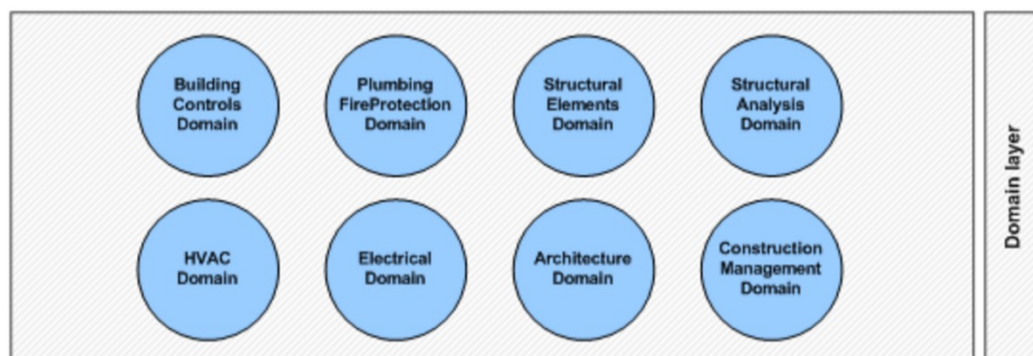 Building
Controls
Domain
Plumbing
FireProtection
Domain
Structural
Elements
Domain
Structural
Analysis
Domain
HVAC
Domain
Electrical
Domain
Architecture
Domain
Construction
Management
Domain
Domain layer